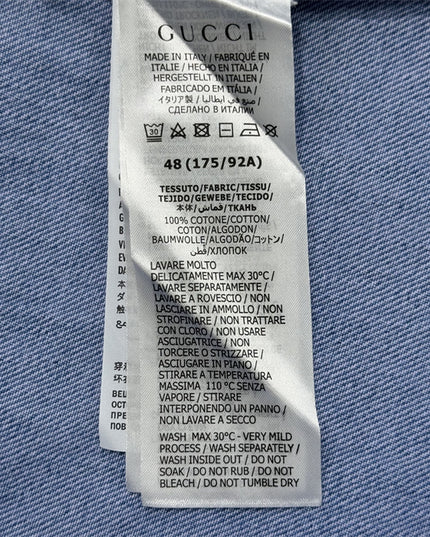 GUCCI
MADE IN ITALY / FABRIQUÉ EN
ITALIE / HECHO EN ITALIA /
HERGESTELLT IN ITALIEN /
FABRICADO EM ITÁLIA /
イタリア製 / صنع في ايطاليا /
СДЕЛАНО В ИТАЛИИ
30
48 (175/92A)
TESSUTO/FABRIC/TISSU/
TEJIDO/GEWEBE/TECIDO/
本体/قماش/ТКАНЬ
100% COTONE/COTTON/
COTON/ALGODON/
BAUMWOLLE/ALGODÃO/コットン/
قطن/ХЛОПОК
LAVARE MOLTO
DELICATAMENTE MAX 30°C /
LAVARE SEPARATAMENTE /
LAVARE A ROVESCIO / NON
LASCIARE IN AMMOLLO / NON
STROFINARE / NON TRATTARE
CON CLORO / NON USARE
ASCIUGATRICE / NON
TORCERE O STRIZZARE /
ASCIUGARE IN PIANO /
STIRARE A TEMPERATURA
MASSIMA 110 °C SENZA
VAPORE / STIRARE
INTERPONENDO UN PANNO /
NON LAVARE A SECCO
WASH MAX 30°C - VERY MILD
PROCESS / WASH SEPARATELY /
WASH INSIDE OUT / DO NOT
SOAK / DO NOT RUB / DO NOT
BLEACH / DO NOT TUMBLE DRY